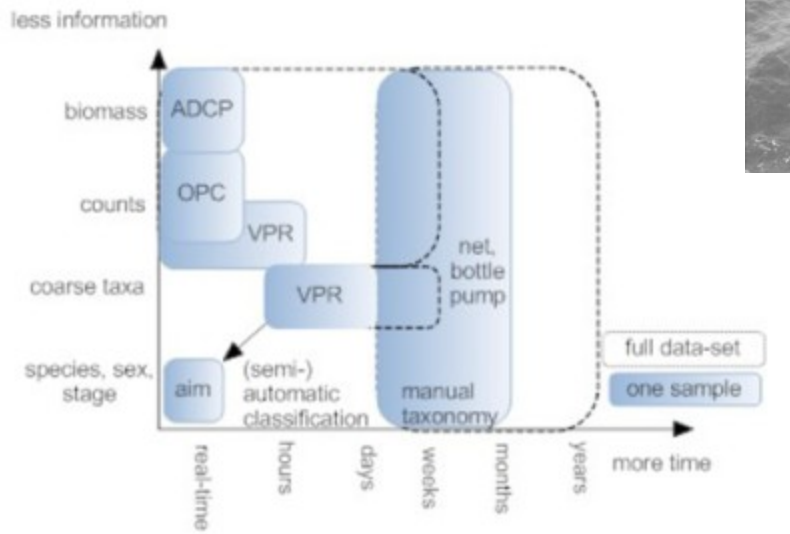 less information
biomass
ADCP
OPC
counts
VPR
net,
bottle
pump
coarse taxa
VPR
full data-set
species, sex,
stage
aim
(semi-)
automatic
classification
manual
taxonomy
one sample
real-time
hours
days
weeks
months
years
more time